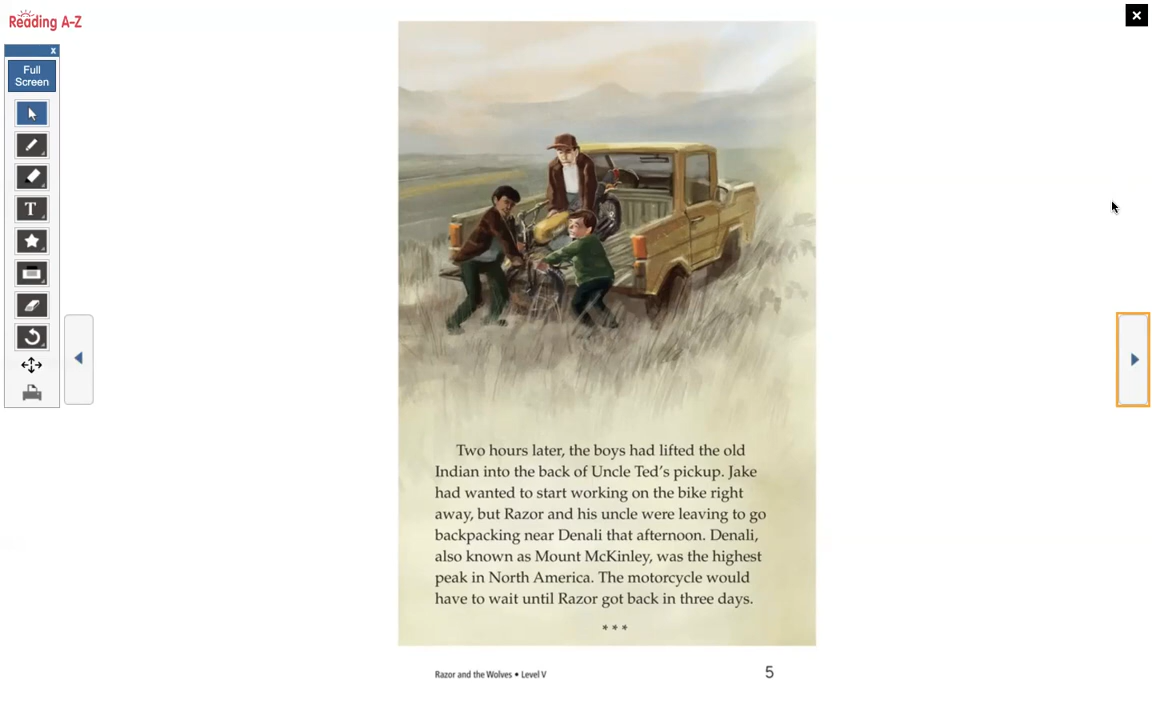 Reading A-Z
x
Full
Screen
T
Two hours later, the boys had lifted the old
Indian into the back of Uncle Ted's pickup. Jake
had wanted to start working on the bike right
away, but Razor and his uncle were leaving to go
backpacking near Denali that afternoon. Denali,
also known as Mount McKinley, was the highest
peak in North America. The motorcycle would
have to wait until Razor got back in three days.
* * *
Razor and the Wolves • Level V
5